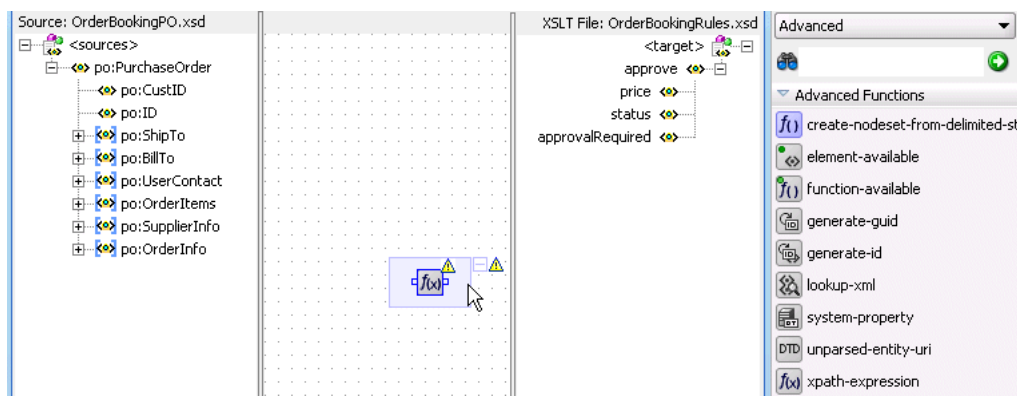 Source: OrderBookingPO.xsd
<sources>
po:PurchaseOrder
po:CustID
po:ID
po:ShipTo
po:BillTo
po:UserContact
po:OrderItems
po:SupplierInfo
po:OrderInfo
f(x)
XSLT File: OrderBookingRules.xsd
<target>
approve
price
status
approvalRequired
Advanced
Advanced Functions
f() create-nodeset-from-delimited-st
element-available
f() function-available
generate-guid
generate-id
lookup-xml
system-property
DTD unparsed-entity-uri
f(x) xpath-expression